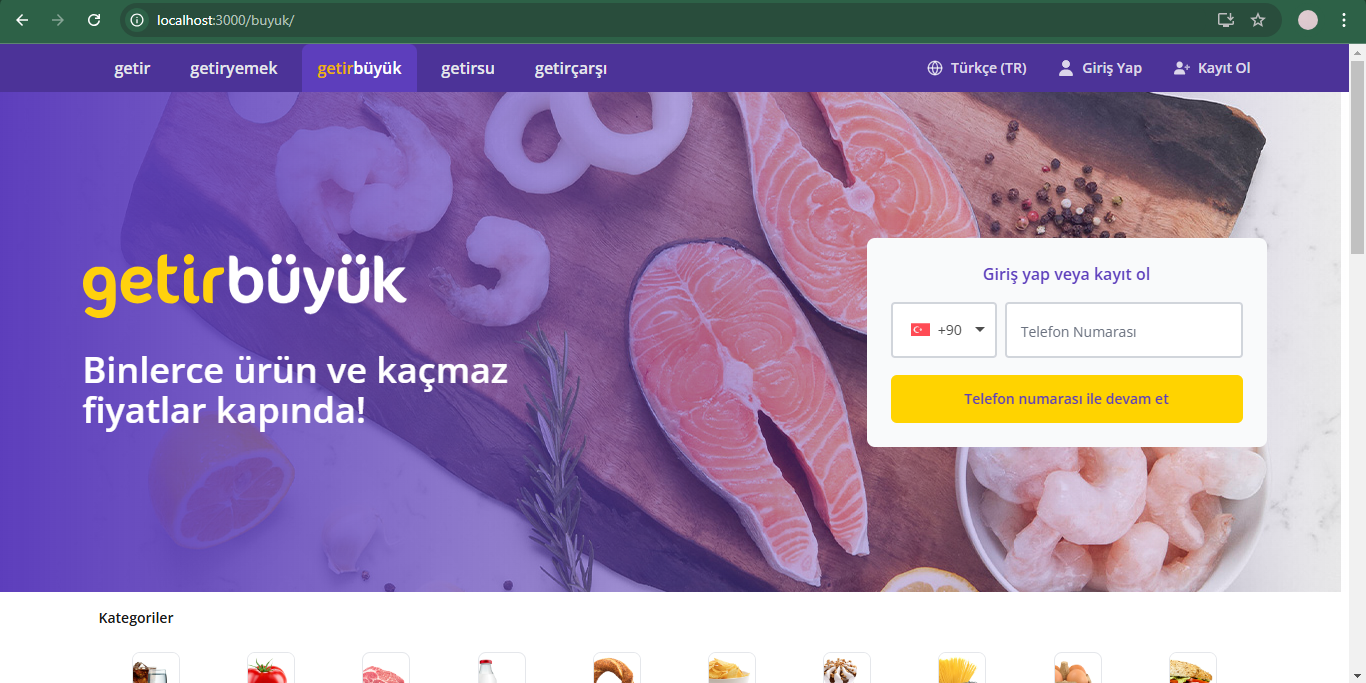 localhost:3000/buyuk/
getir getiryemek getirbüyük getirsu getirçarşı Türkçe (TR) Giriş Yap Kayıt Ol
getirbüyük
Binlerce ürün ve kaçmaz
fiyatlar kapında!
Giriş yap veya kayıt ol
+90 Telefon Numarası
Telefon numarası ile devam et
Kategoriler